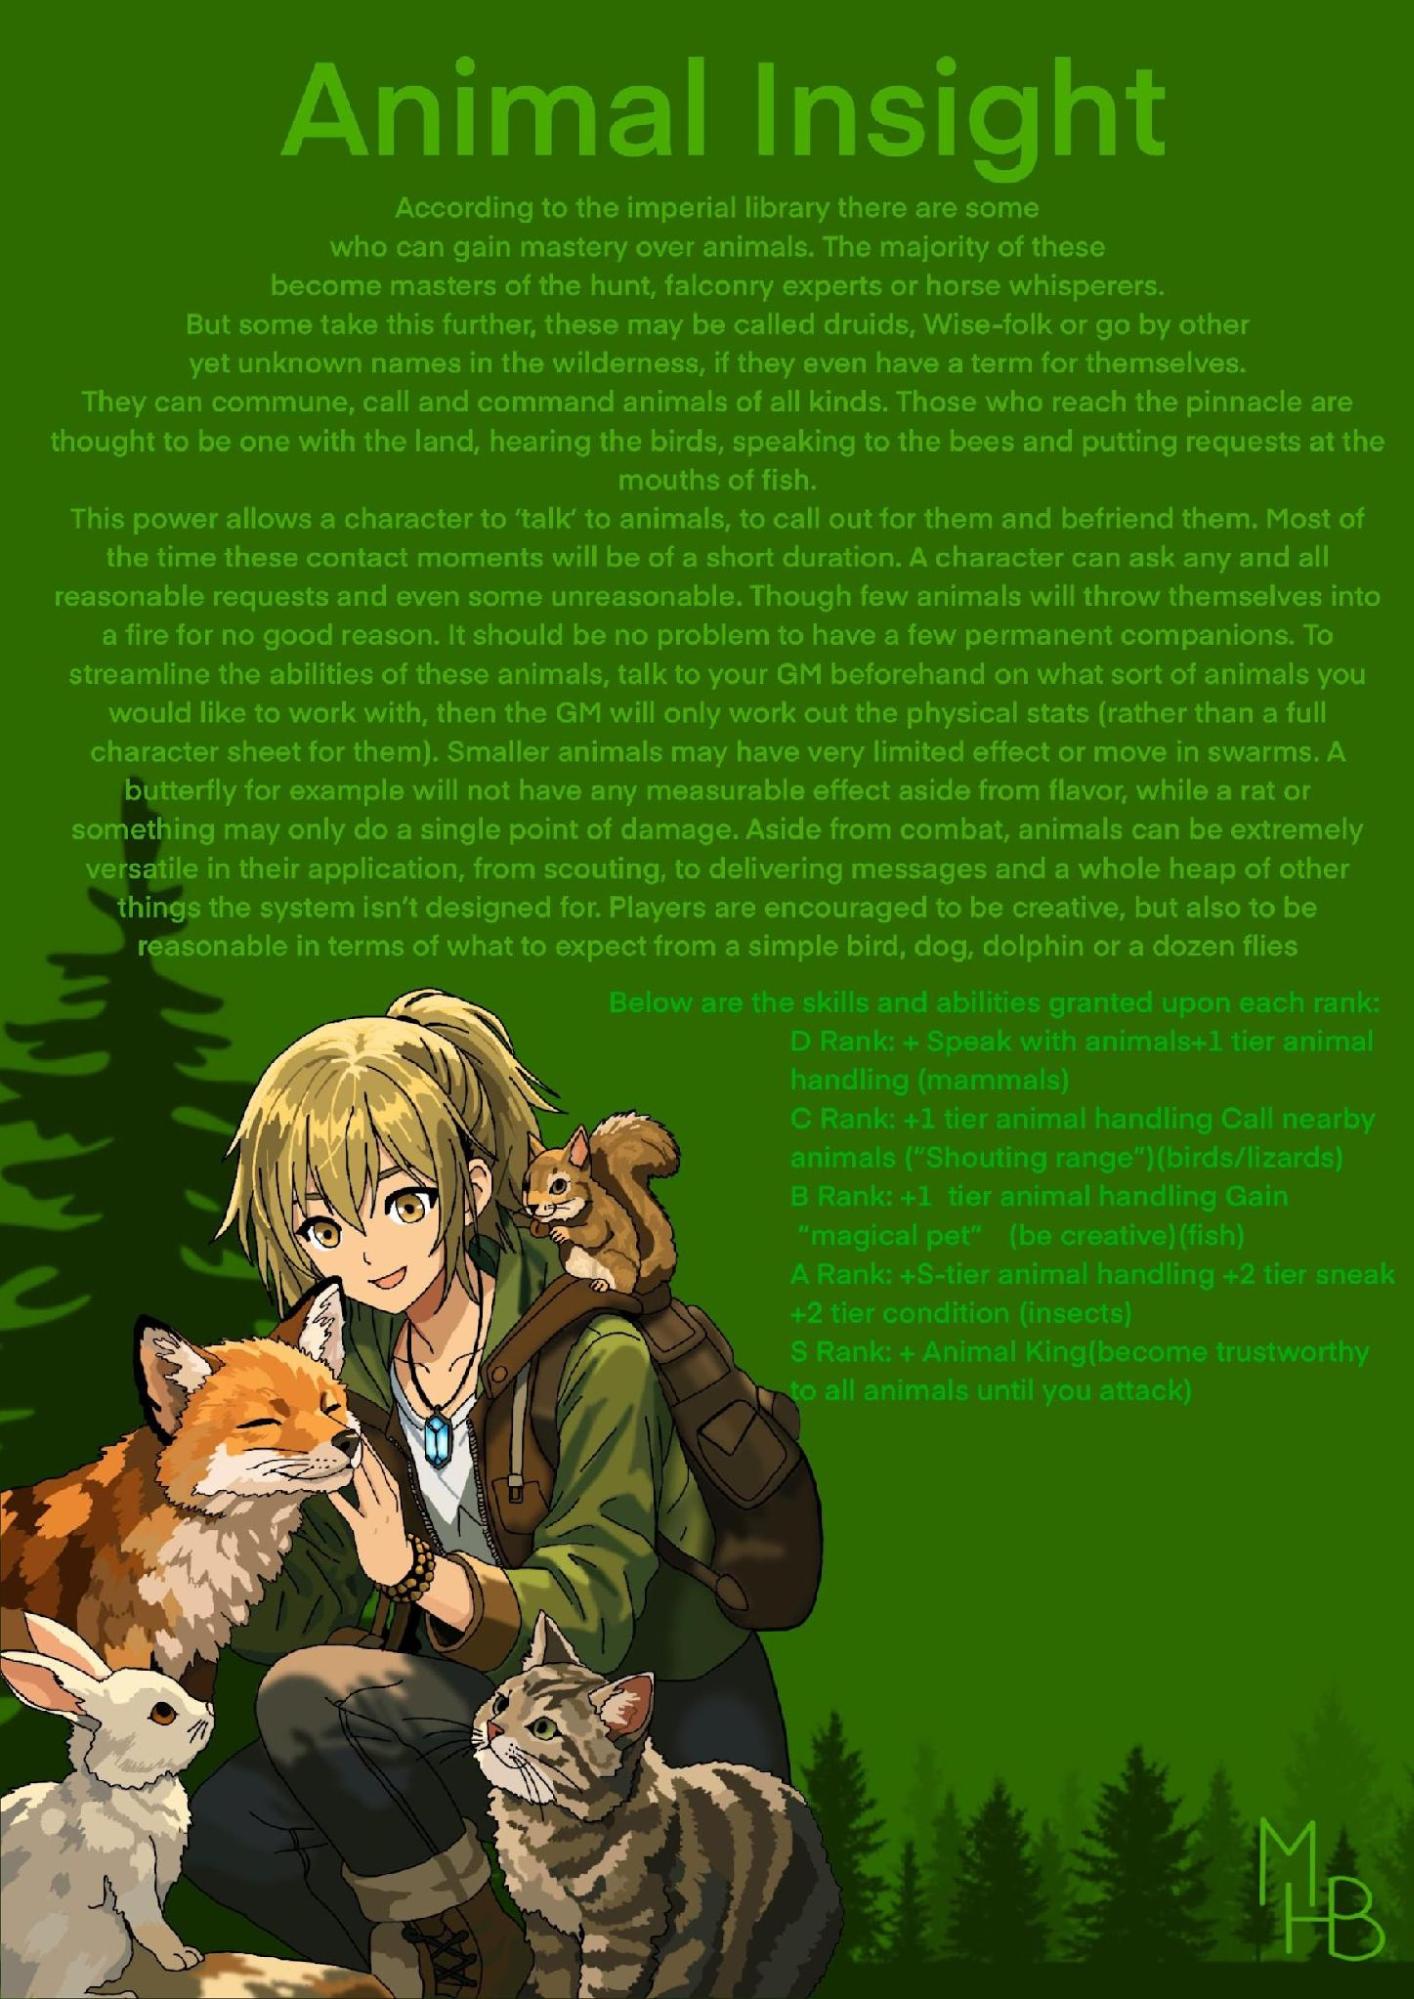 Animal Insight
According to the imperial library there are some
who can gain mastery over animals. The majority of these
become masters of the hunt, falconry experts or horse whisperers.
But some take this further, these may be called druids, Wise-folk or go by other
yet unknown names in the wilderness, if they even have a term for themselves.
They can commune, call and command animals of all kinds. Those who reach the pinnacle are
thought to be one with the land, hearing the birds, speaking to the bees and putting requests at the
mouths of fish.
This power allows a character to ‘talk’ to animals, to call out for them and befriend them. Most of
the time these contact moments will be of a short duration. A character can ask any and all
reasonable requests and even some unreasonable. Though few animals will throw themselves into
a fire for no good reason. It should be no problem to have a few permanent companions. To
streamline the abilities of these animals, talk to your GM beforehand on what sort of animals you
would like to work with, then the GM will only work out the physical stats (rather than a full
character sheet for them). Smaller animals may have very limited effect or move in swarms. A
butterfly for example will not have any measurable effect aside from flavor, while a rat or
something may only do a single point of damage. Aside from combat, animals can be extremely
versatile in their application, from scouting, to delivering messages and a whole heap of other
things the system isn’t designed for. Players are encouraged to be creative, but also to be
reasonable in terms of what to expect from a simple bird, dog, dolphin or a dozen flies
Below are the skills and abilities granted upon each rank:
D Rank: + Speak with animals+1 tier animal
handling (mammals)
C Rank: +1 tier animal handling Call nearby
animals (“Shouting range”)(birds/lizards)
B Rank: +1 tier animal handling Gain
“magical pet” (be creative)(fish)
A Rank: +S-tier animal handling +2 tier sneak
+2 tier condition (insects)
S Rank: + Animal King(become trustworthy
to all animals until you attack)
MHB